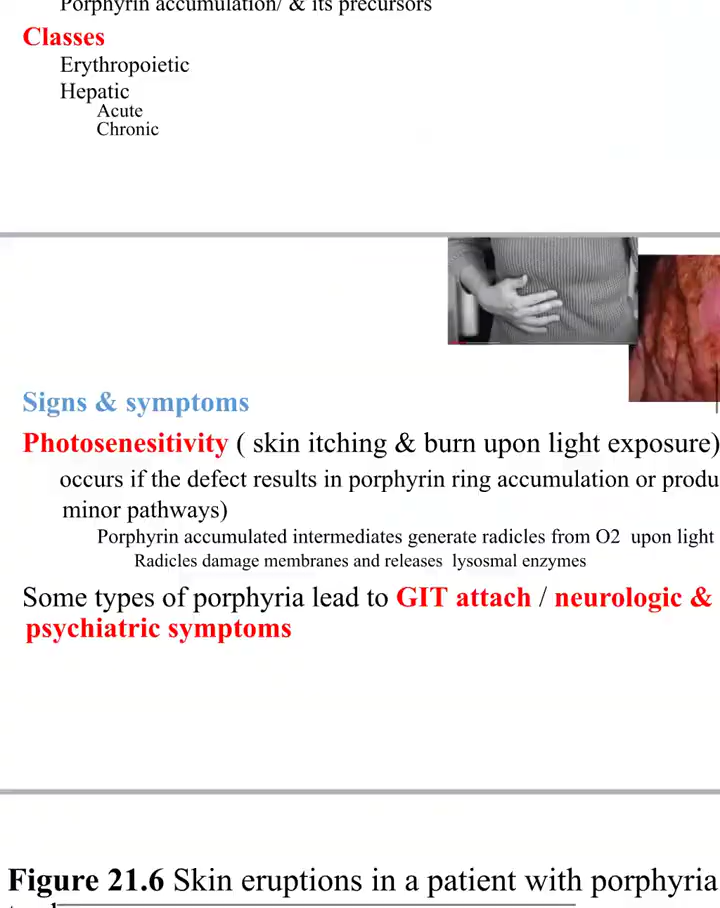 Porphyrin accumulation/ & its precursors
Classes
Erythropoietic
Hepatic
Acute
Chronic
Signs & symptoms
Photosenesitivity ( skin itching & burn upon light exposure)
occurs if the defect results in porphyrin ring accumulation or produ
minor pathways)
Porphyrin accumulated intermediates generate radicles from O2 upon light
Radicles damage membranes and releases lysosmal enzymes
Some types of porphyria lead to GIT attach / neurologic &
psychiatric symptoms
Figure 21.6 Skin eruptions in a patient with porphyria